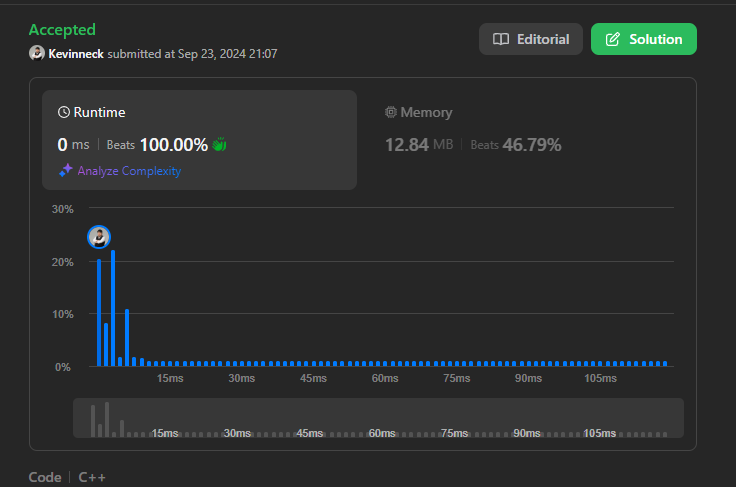 Accepted
Editorial
Solution
Kevinneck submitted at Sep 23, 2024 21:07
Runtime
Memory
0 ms | Beats 100.00%
12.84 MB | Beats 46.79%
Analyze Complexity
30%
20%
10%
0%
15ms 30ms 45ms 60ms 75ms 90ms 105ms
15ms 30ms 45ms 60ms 75ms 90ms 105ms
Code | C++